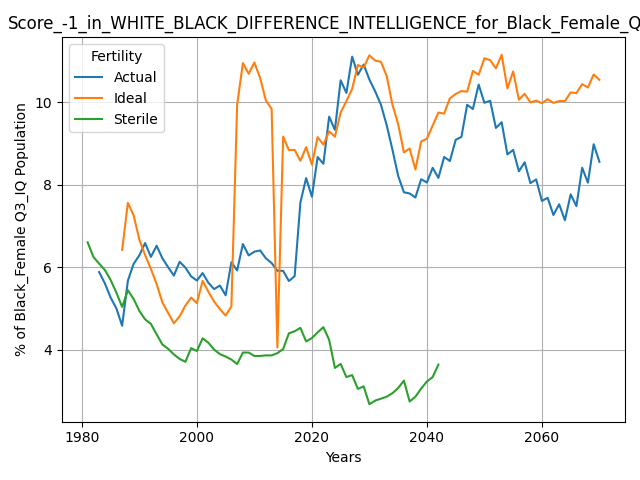 Score_-1_in_WHITE_BLACK_DIFFERENCE_INTELLIGENCE_for_Black_Female_Q
Fertility
Actual
Ideal
Sterile
% of Black_Female Q3_IQ Population
10
8
6
4
1980 2000 2020 2040 2060
Years